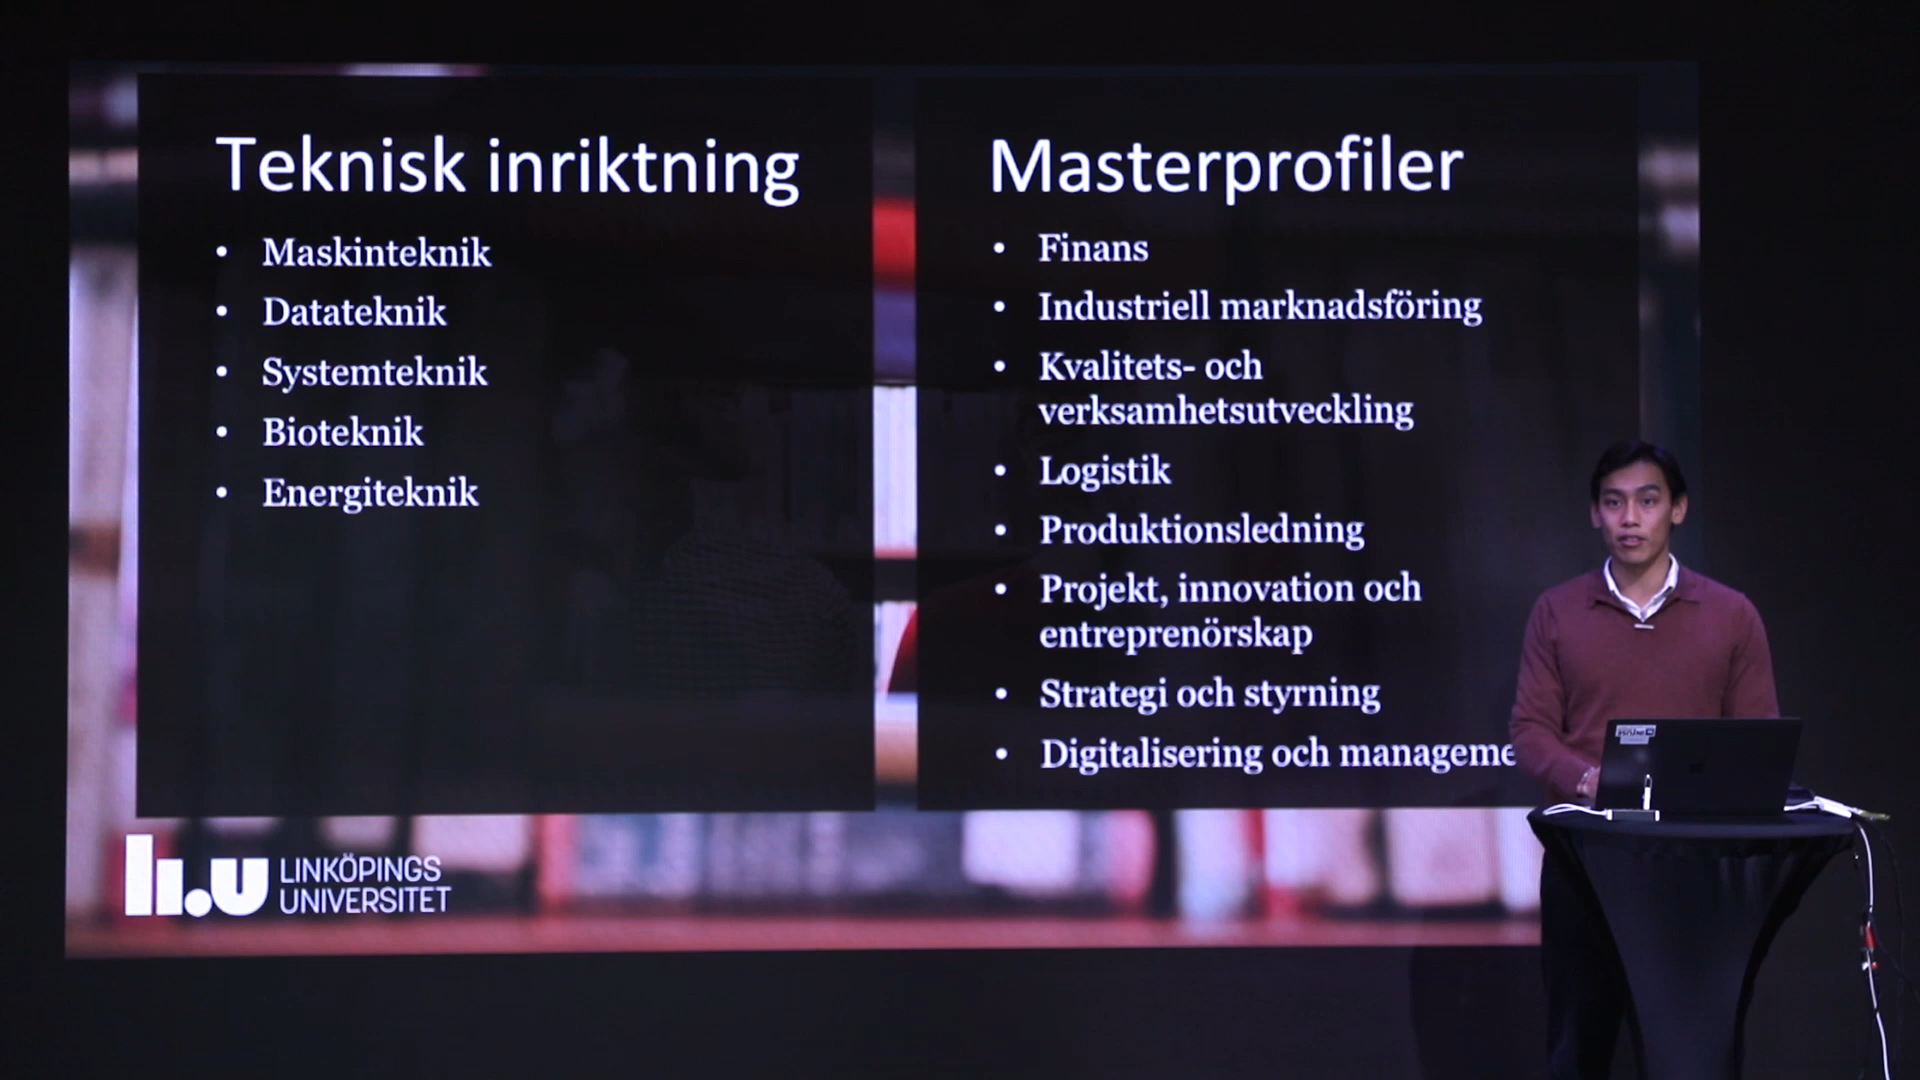 Teknisk inriktning
• Maskinteknik
• Datateknik
• Systemteknik
• Bioteknik
• Energiteknik
Masterprofiler
• Finans
• Industriell marknadsföring
• Kvalitets- och
verksamhetsutveckling
• Logistik
• Produktionsledning
• Projekt, innovation och
entreprenörskap
• Strategi och styrning
• Digitalisering och manageme
li.u LINKÖPINGS
UNIVERSITET